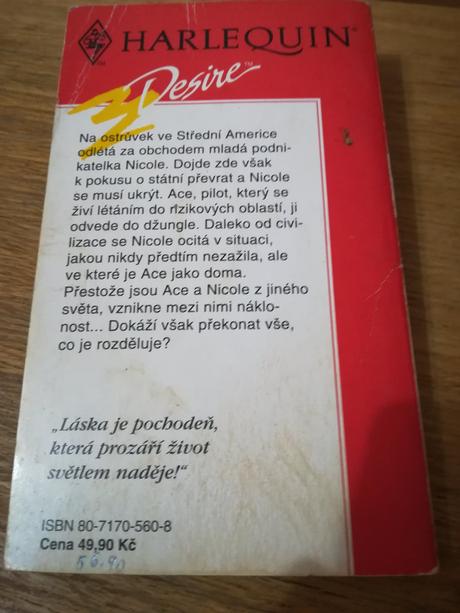 HARLEQUIN®
Desire™
Na ostrůvek ve Střední Americe
odlétá za obchodem mladá podni-
katelka Nicole. Dojde zde však
k pokusu o státní převrat a Nicole
se musí ukrýt. Ace, pilot, který se
živí létáním do rizikových oblastí, ji
odvede do džungle. Daleko od civi-
lizace se Nicole ocitá v situaci,
jakou nikdy předtím nezažila, ale
ve které je Ace jako doma.
Přestože jsou Ace a Nicole z jiného
světa, vznikne mezi nimi náklo-
nost... Dokáží však překonat vše,
co je rozděluje?
„Láska je pochodeň,
která prozáří život
světlem naděje!“
ISBN 80-7170-560-8
Cena 49,90 Kč